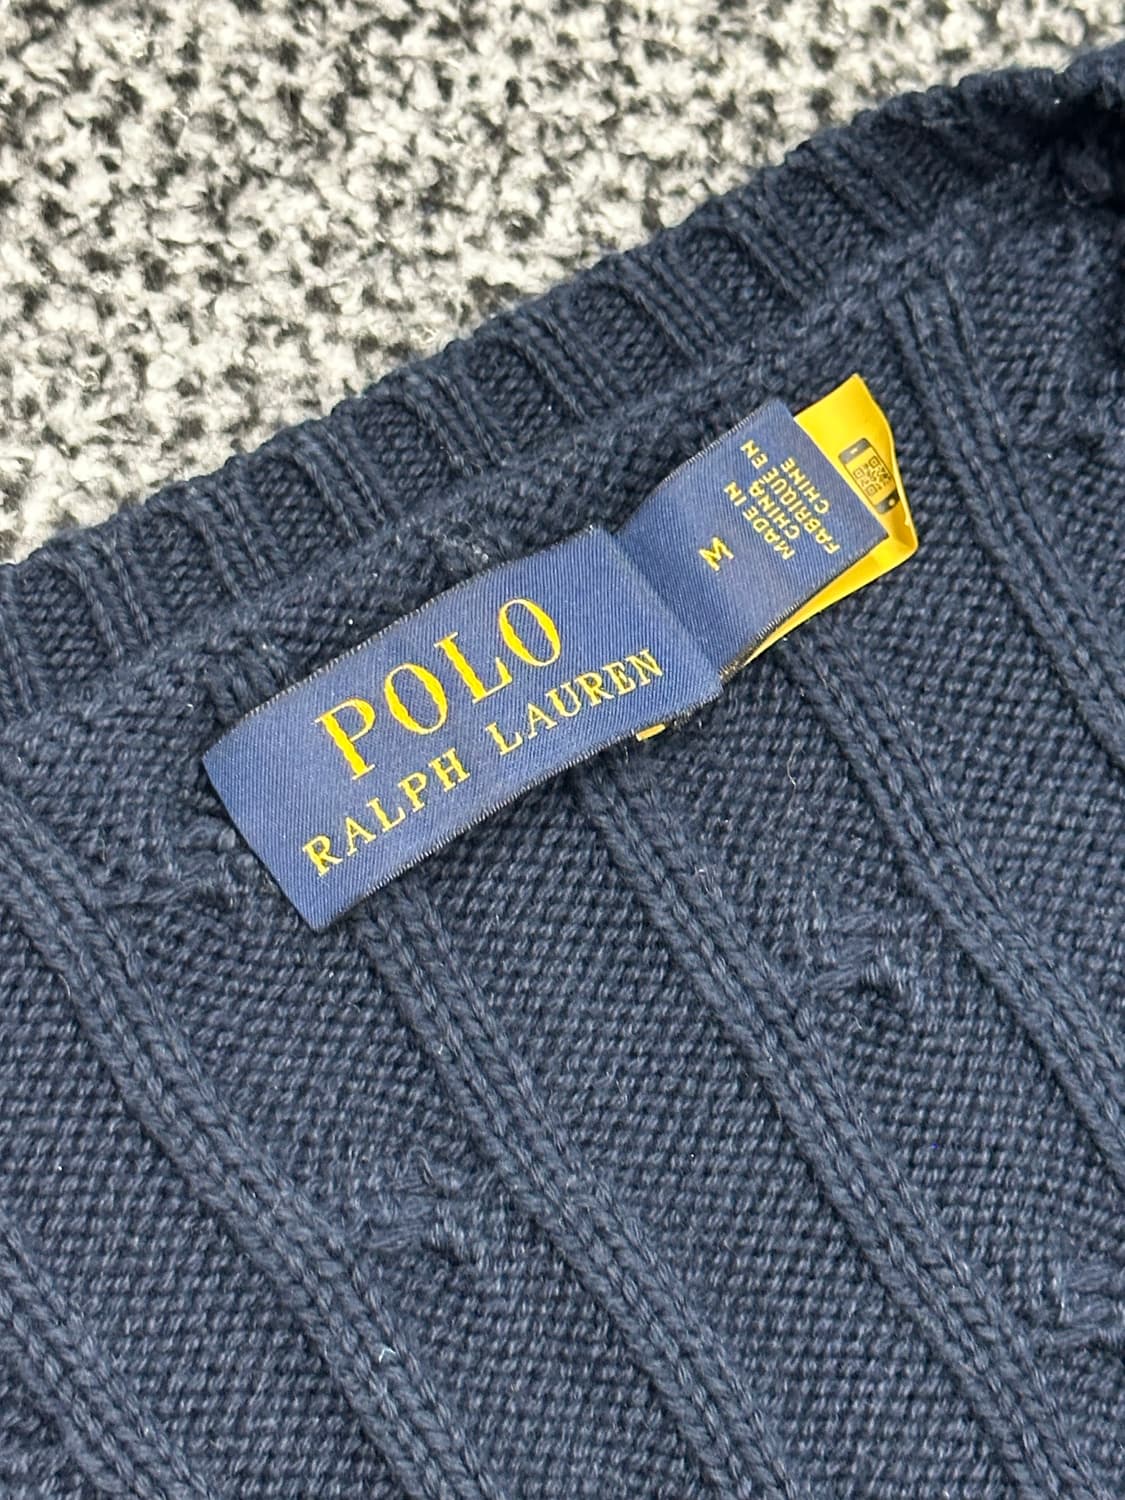 POLO
RALPH LAUREN
M
MADE IN
CHINA
FABRIQUE EN
CHINE